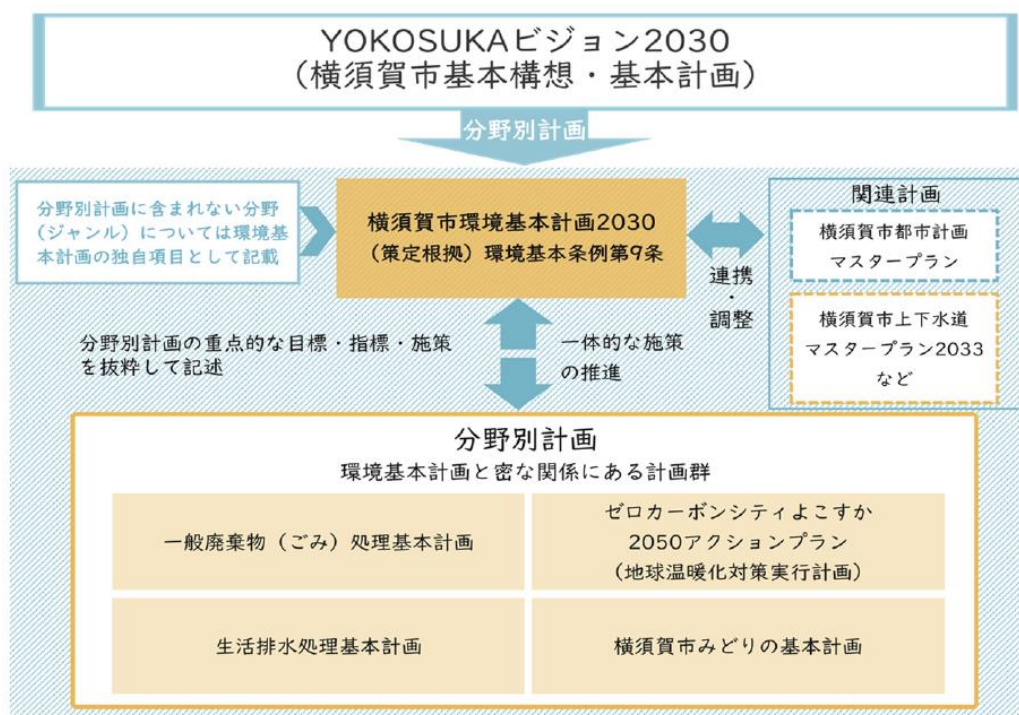 YOKOSUKAビジョン2030
（横須賀市基本構想・基本計画）
分野別計画
分野別計画に含まれない分野
（ジャンル）については環境基
本計画の独自項目として記載
横須賀市環境基本計画2030
（策定根拠）環境基本条例第9条
連携
・
調整
関連計画
横須賀市都市計画
マスタープラン
横須賀市上下水道
マスタープラン2033
など
分野別計画の重点的な目標・指標・施策
を抜粋して記述
一体的な施策
の推進
分野別計画
環境基本計画と密な関係にある計画群
一般廃棄物（ごみ）処理基本計画
ゼロカーボンシティよこすか
2050アクションプラン
（地球温暖化対策実行計画）
生活排水処理基本計画
横須賀市みどりの基本計画